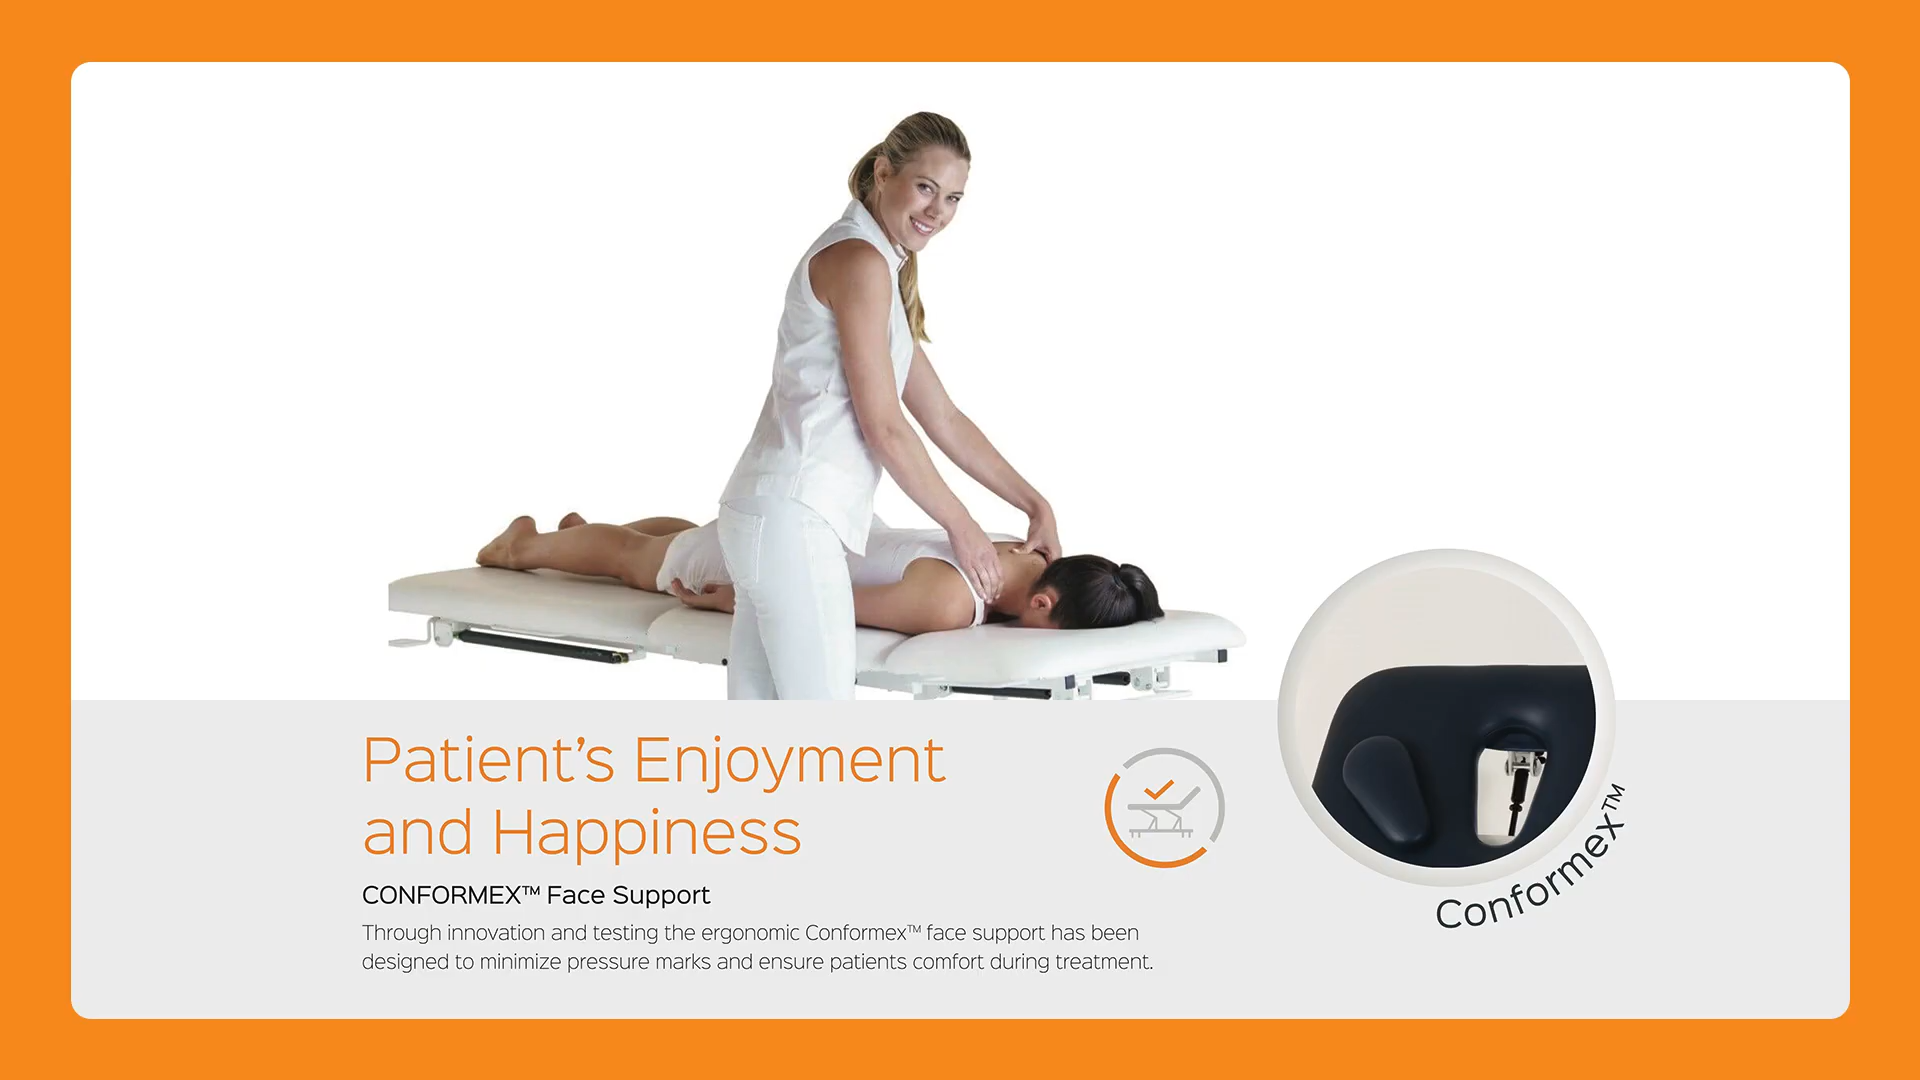 Patient’s Enjoyment
and Happiness
CONFORMEX™ Face Support
Through innovation and testing the ergonomic Conformex™ face support has been
designed to minimize pressure marks and ensure patients comfort during treatment.
Conformex™